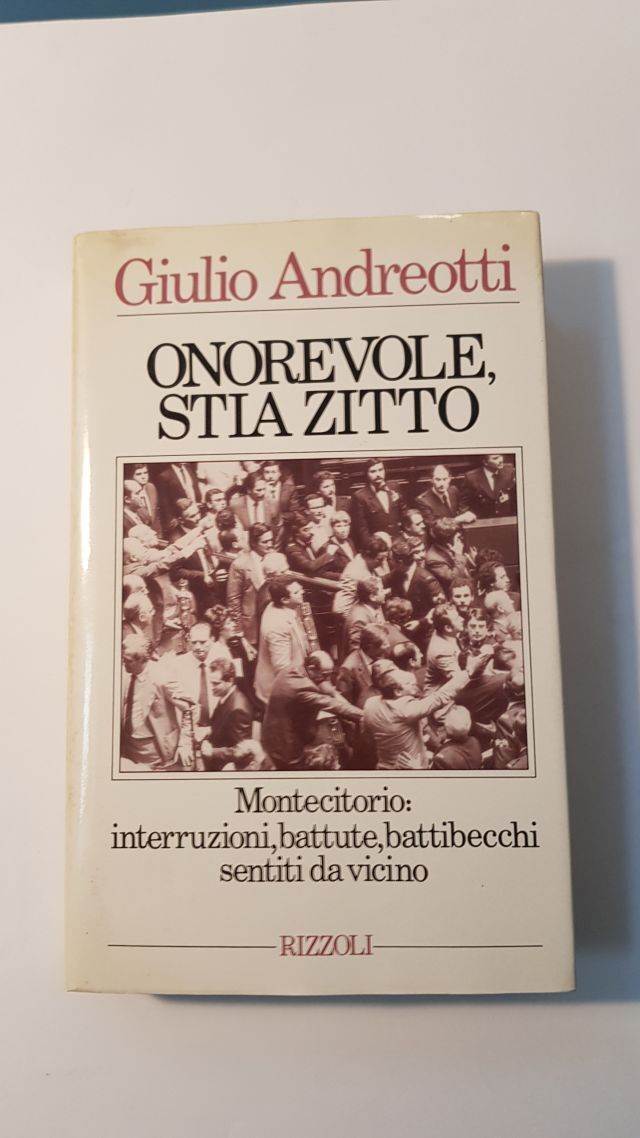 Giulio Andreotti
ONOREVOLE,
STIA ZITTO
Montecitorio:
interruzioni,battute,battibecchi
sentiti da vicino
RIZZOLI